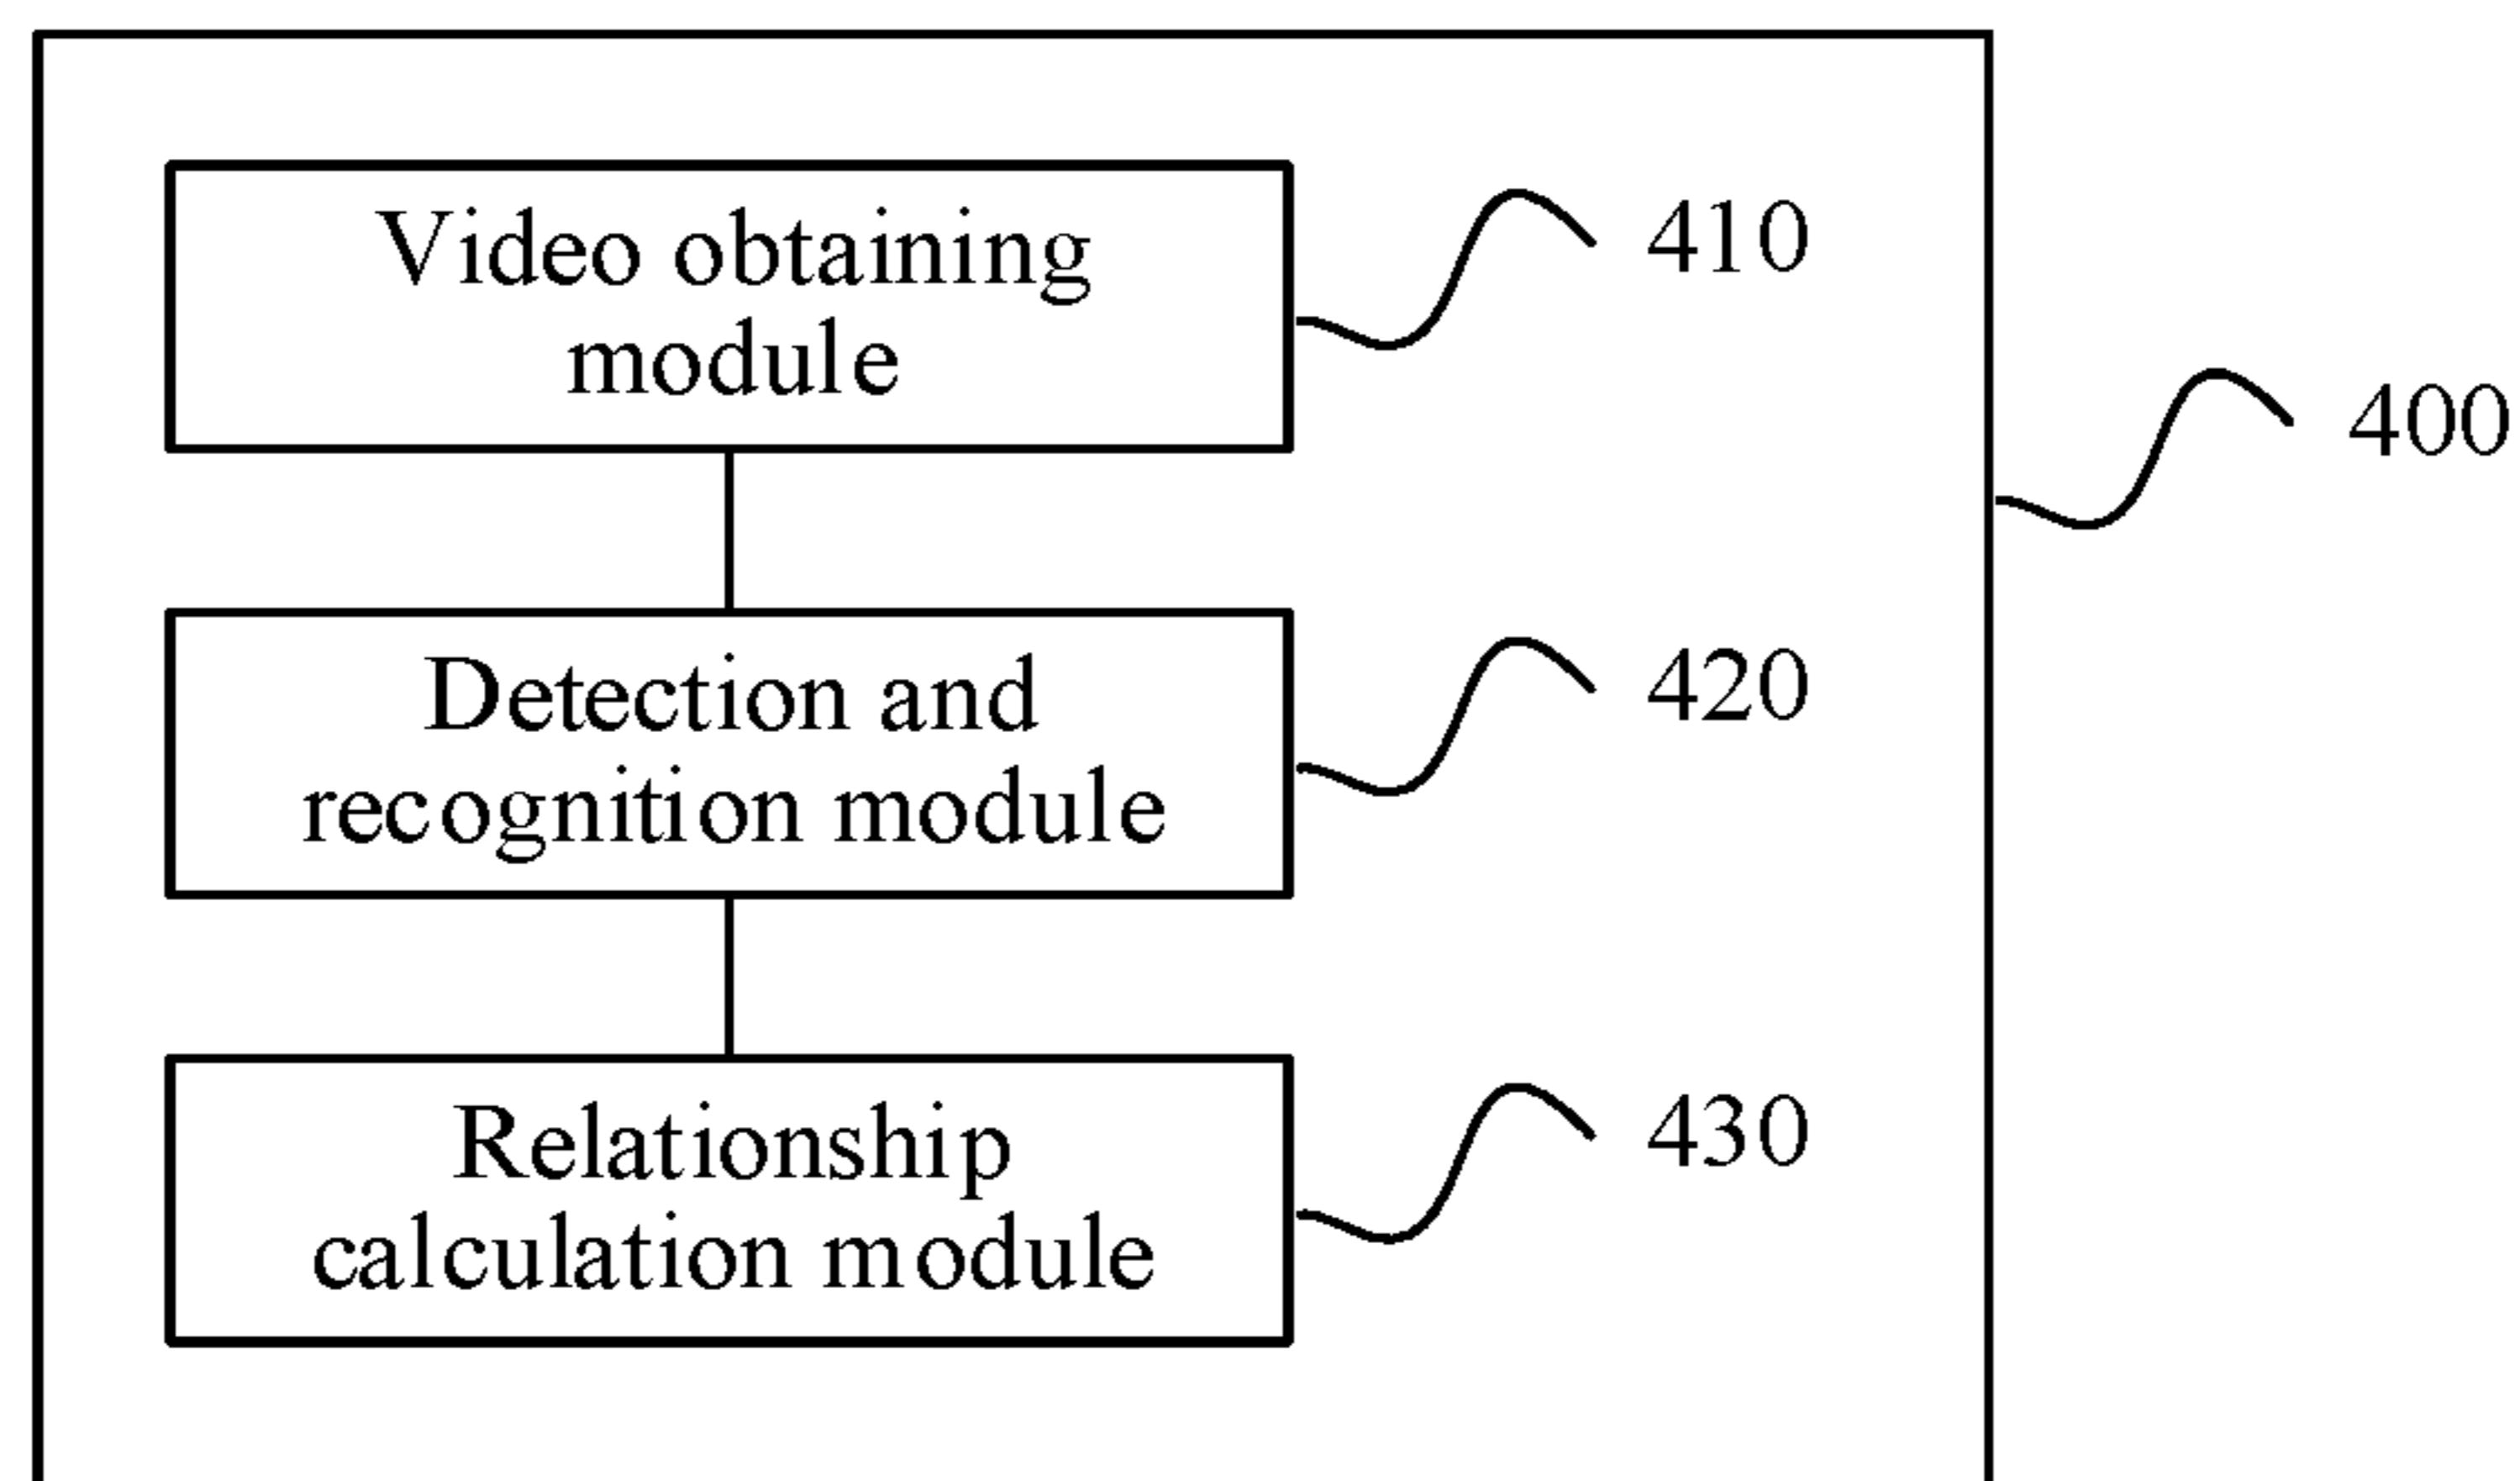 Video obtaining
module
410
400
Detection and
recognition module
420
Relationship
calculation module
430